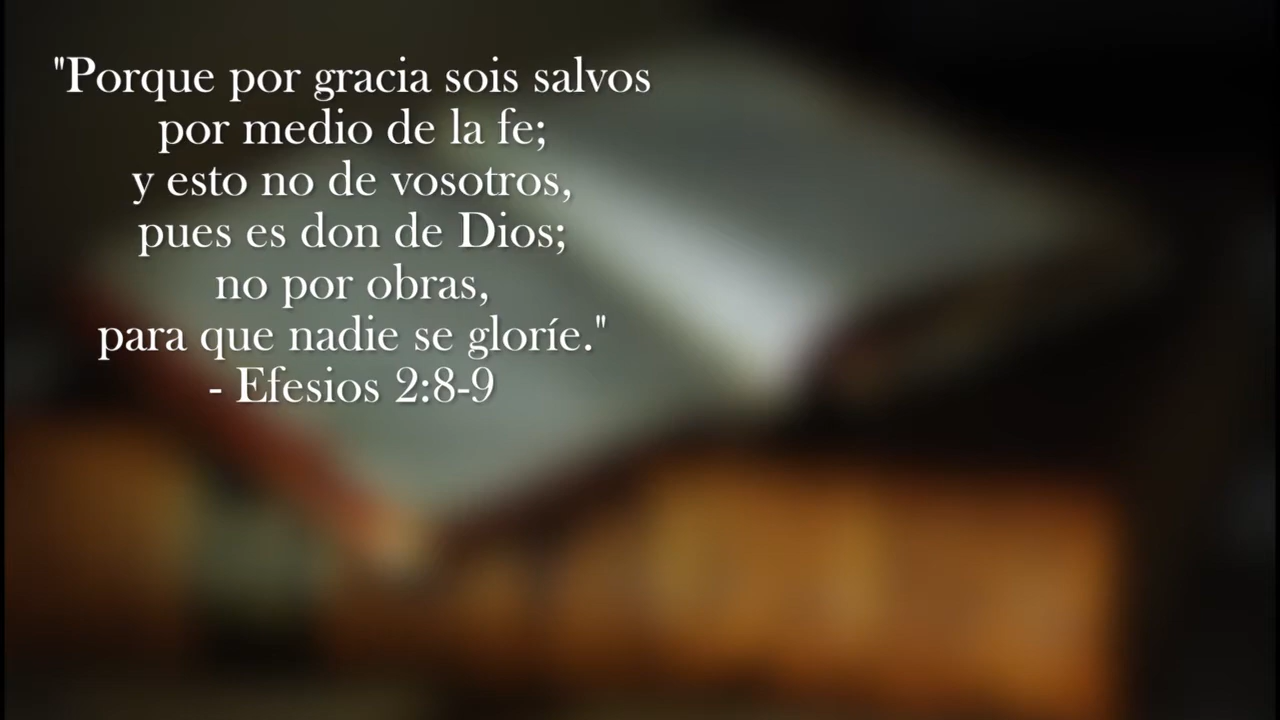 "Porque por gracia sois salvos
por medio de la fe;
y esto no de vosotros,
pues es don de Dios;
no por obras,
para que nadie se gloríe."
- Efesios 2:8-9